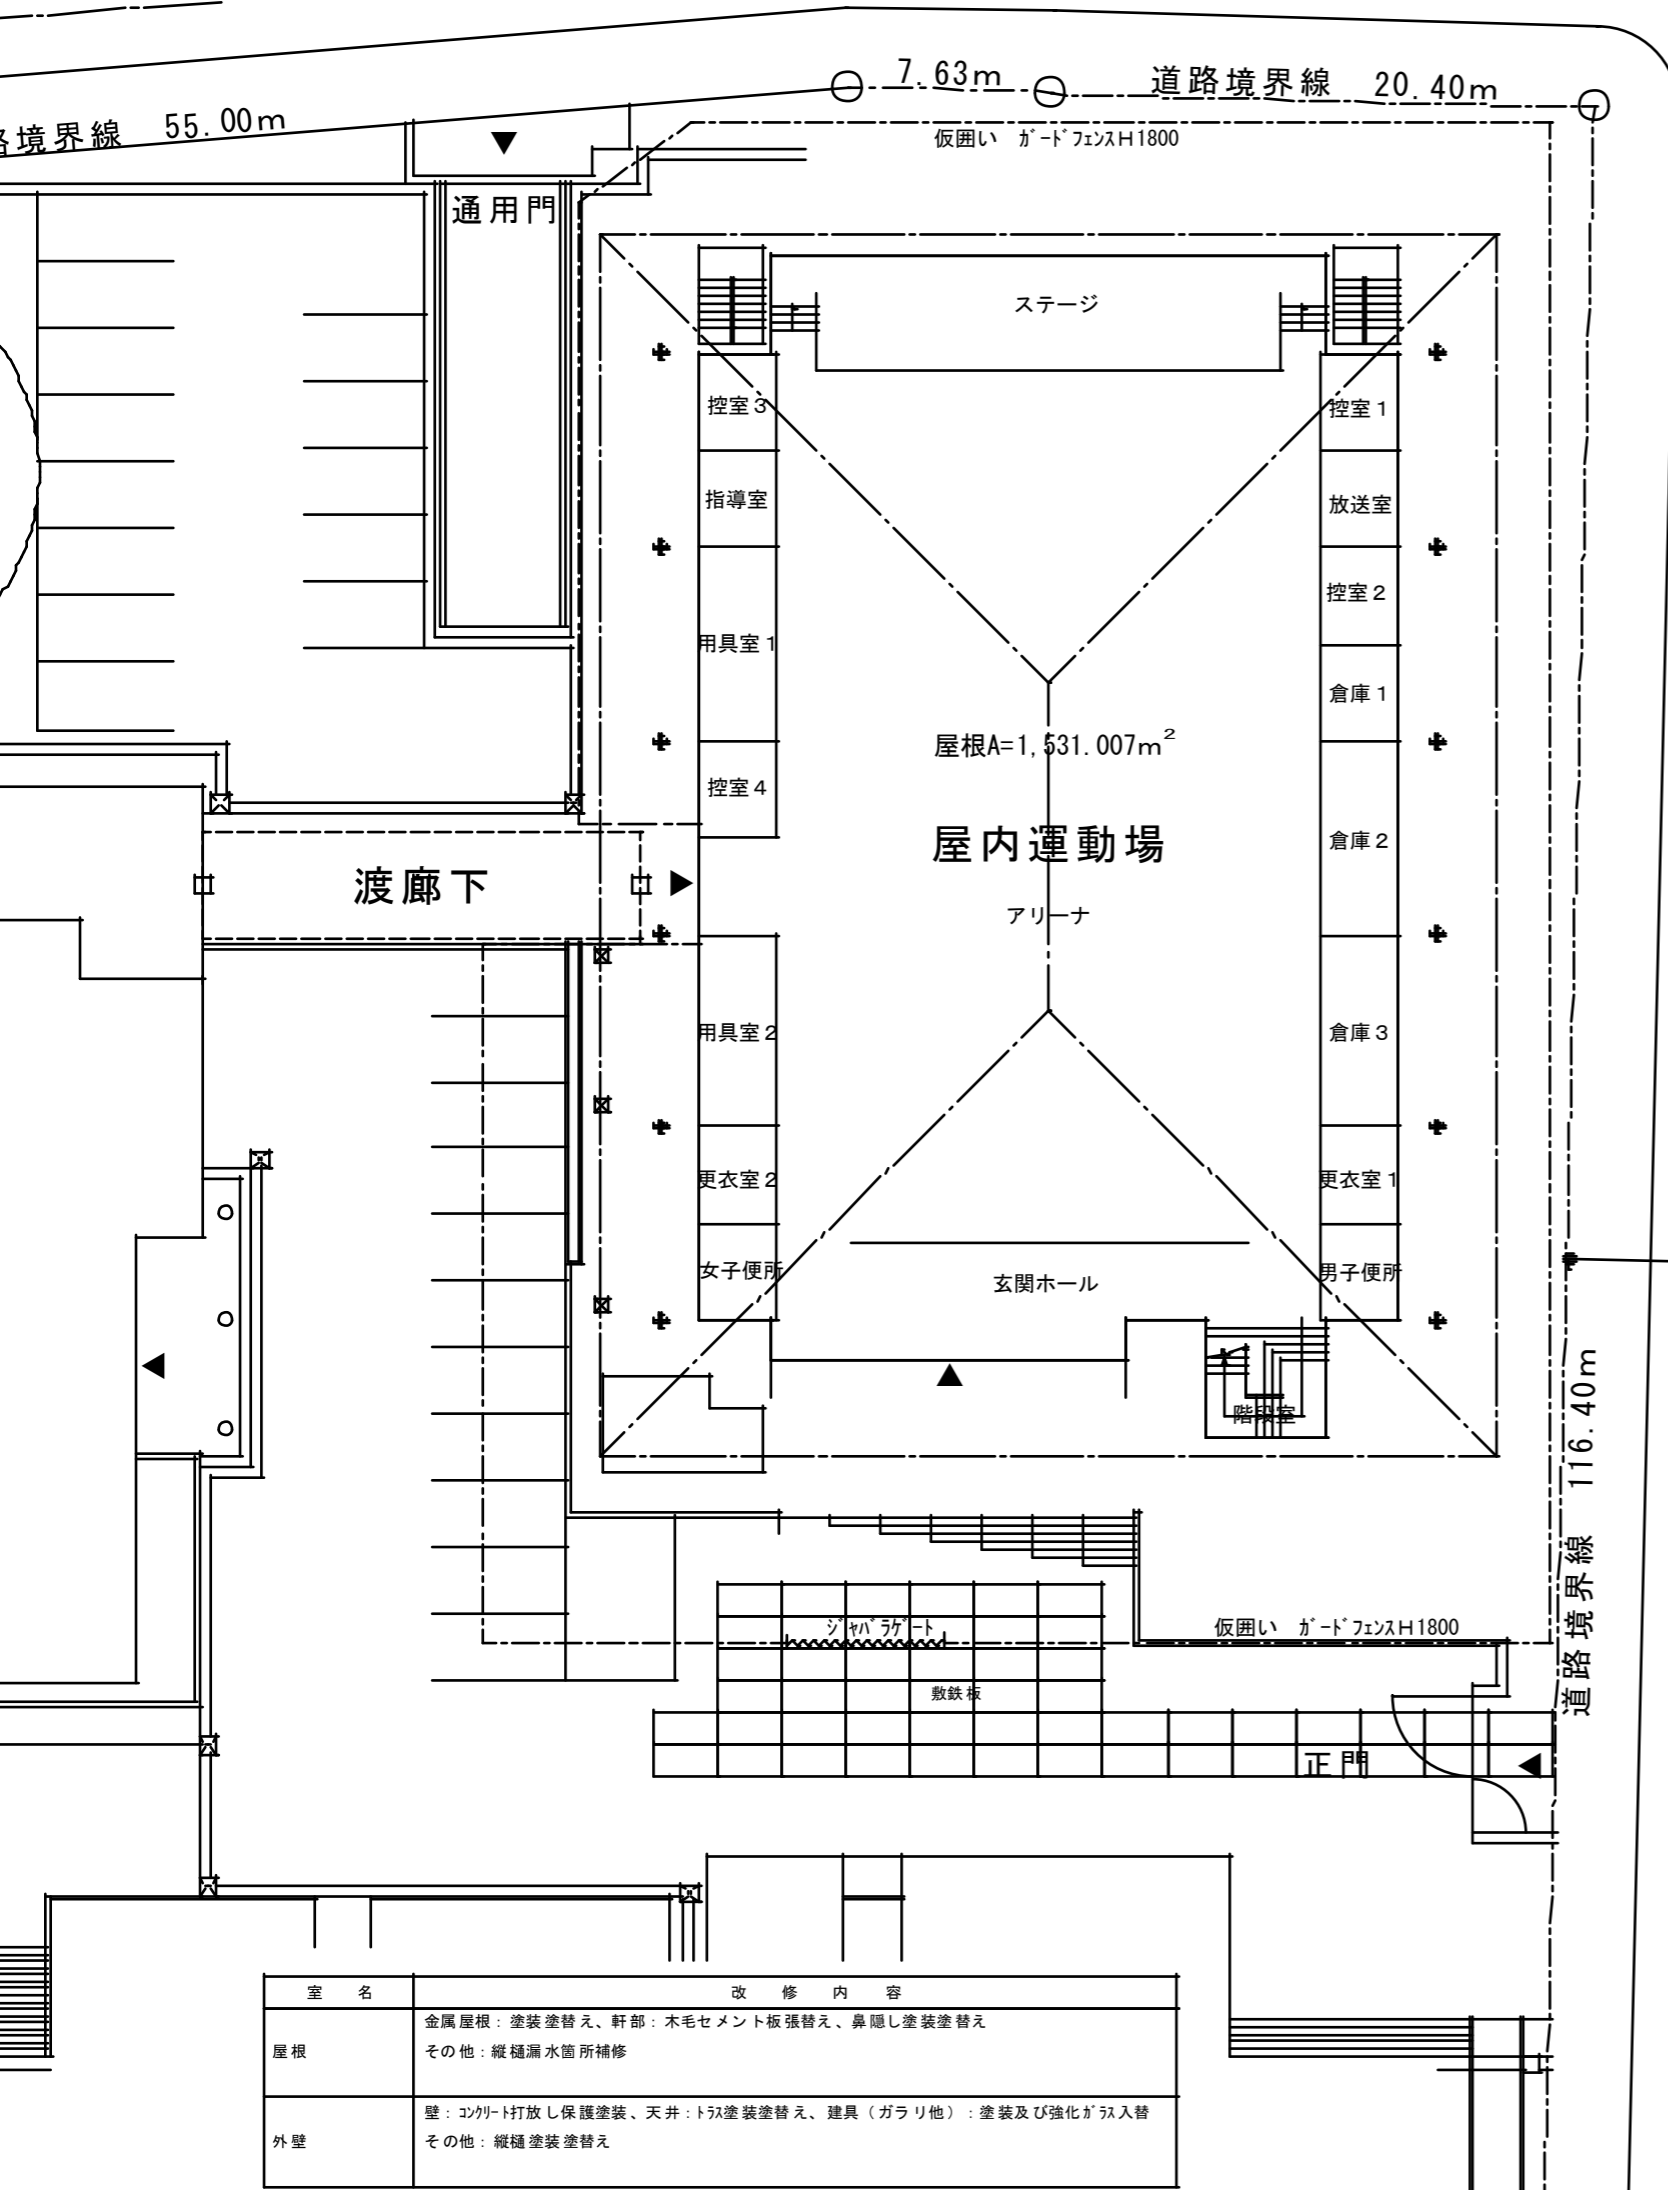 7.63m
道路境界線　20.40m
路境界線　55.00m
仮囲い　ｶﾞｰﾄﾞﾌｪﾝｽH1800
通用門
ステージ
控室3
控室1
指導室
放送室
控室2
用具室1
倉庫1
屋根A=1,531.007m²
控室4
倉庫2
屋内運動場
渡廊下
アリーナ
用具室2
倉庫3
更衣室2
更衣室1
女子便所
玄関ホール
男子便所
階段室
道路境界線　116.40m
ｼﾞｬﾊﾞﾗｹﾞｰﾄ
仮囲い　ｶﾞｰﾄﾞﾌｪﾝｽH1800
敷鉄板
正門
室　名
改　修　内　容
屋根
金属屋根：塗装塗替え、軒部：木毛セメント板張替え、鼻隠し塗装塗替え
その他：縦樋漏水箇所補修
外壁
壁：ｺﾝｸﾘｰﾄ打放し保護塗装、天井：ﾄﾗｽ塗装塗替え、建具（ガラリ他）：塗装及び強化ｶﾞﾗｽ入替
その他：縦樋塗装塗替え